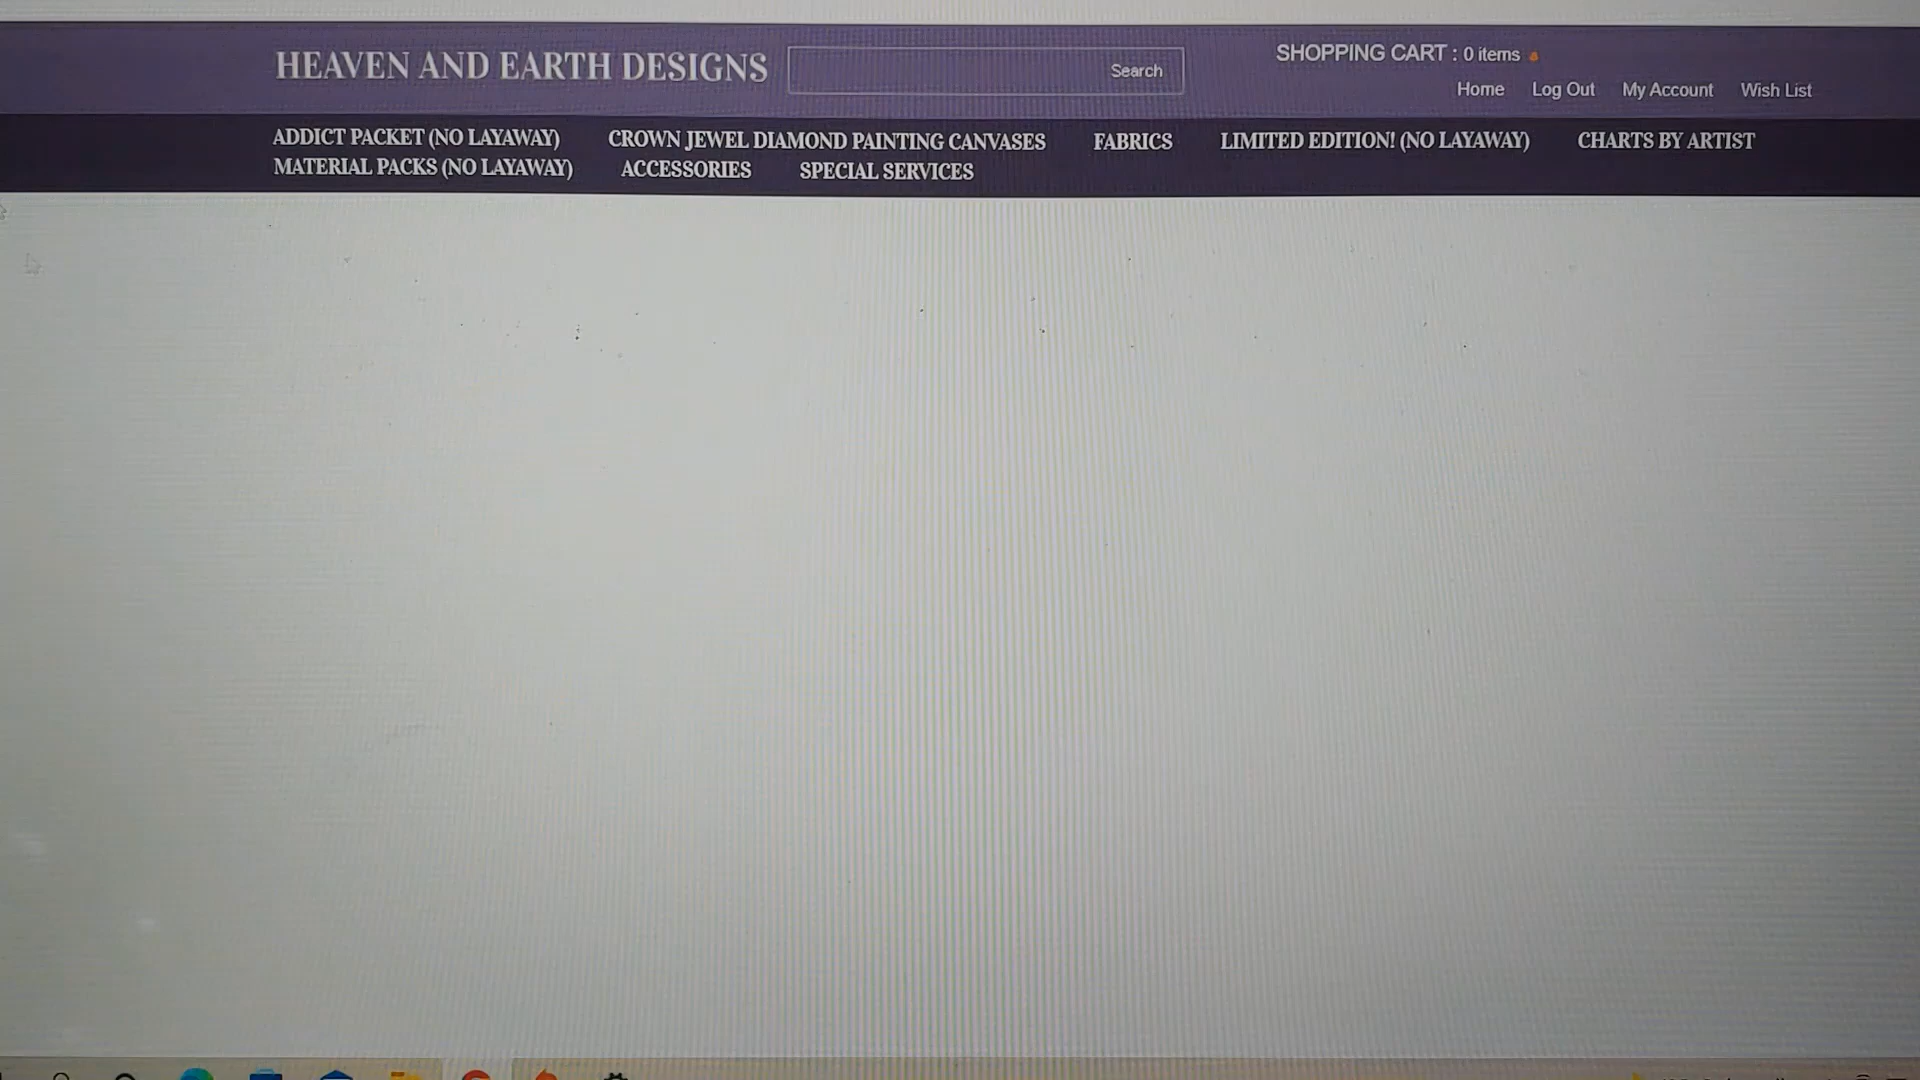 HEAVEN AND EARTH DESIGNS
Search
SHOPPING CART : 0 items
Home Log Out My Account Wish List
ADDICT PACKET (NO LAYAWAY) CROWN JEWEL DIAMOND PAINTING CANVASES FABRICS LIMITED EDITION! (NO LAYAWAY) CHARTS BY ARTIST
MATERIAL PACKS (NO LAYAWAY) ACCESSORIES SPECIAL SERVICES